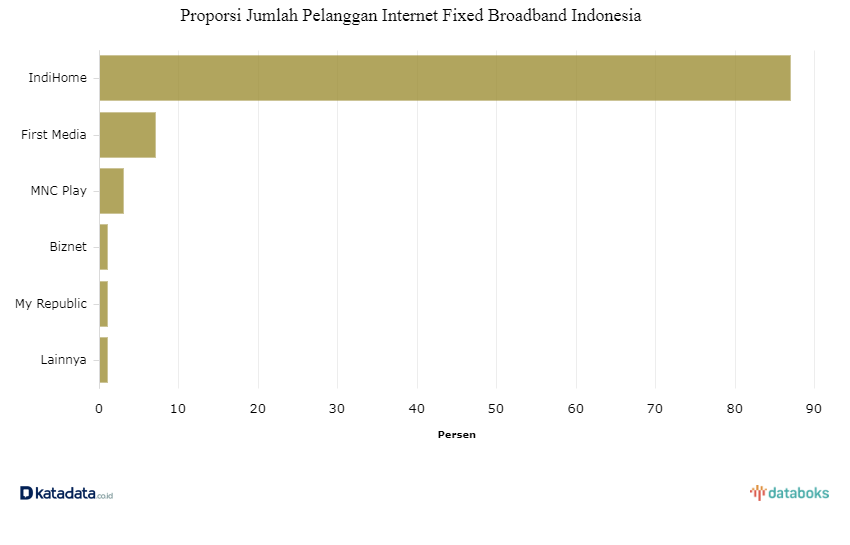 Proporsi Jumlah Pelanggan Internet Fixed Broadband Indonesia
IndiHome
First Media
MNC Play
Biznet
My Republic
Lainnya
0 10 20 30 40 50 60 70 80 90
Persen
katadata.co.id
databoks